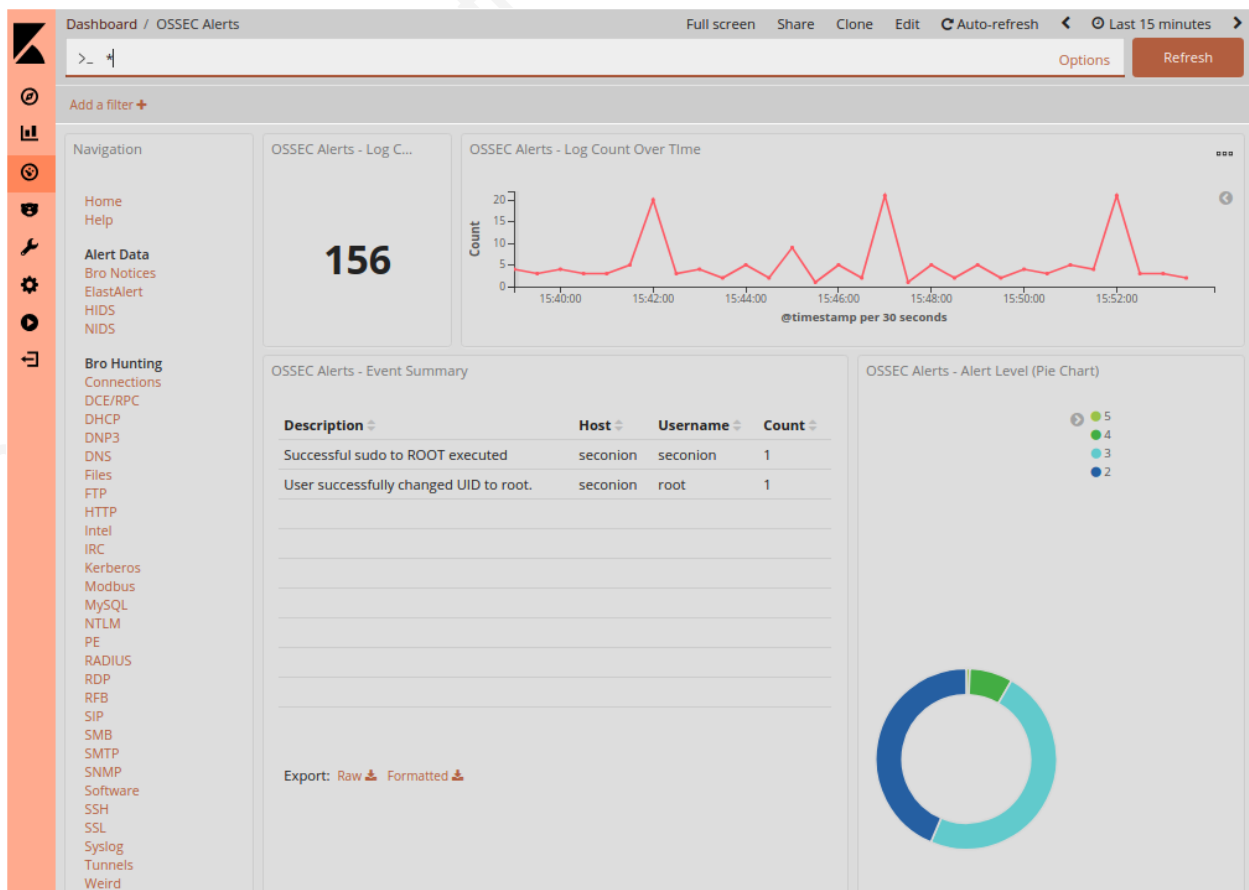 Dashboard / OSSEC Alerts
Full screen Share Clone Edit Auto-refresh Last 15 minutes
>_ *
Options
Refresh
Add a filter +
Navigation
Home
Help
Alert Data
Bro Notices
ElastAlert
HIDS
NIDS
Bro Hunting
Connections
DCE/RPC
DHCP
DNP3
DNS
Files
FTP
HTTP
Intel
IRC
Kerberos
Modbus
MySQL
NTLM
PE
RADIUS
RDP
RFB
SIP
SMB
SMTP
SNMP
Software
SSH
SSL
Syslog
Tunnels
Weird
OSSEC Alerts - Log C...
156
OSSEC Alerts - Log Count Over TIme
Count
20
15
10
5
0
15:40:00 15:42:00 15:44:00 15:46:00 15:48:00 15:50:00 15:52:00
@timestamp per 30 seconds
OSSEC Alerts - Event Summary
Description Host Username Count
Successful sudo to ROOT executed seconion seconion 1
User successfully changed UID to root. seconion root 1
Export: Raw Formatted
OSSEC Alerts - Alert Level (Pie Chart)
5
4
3
2